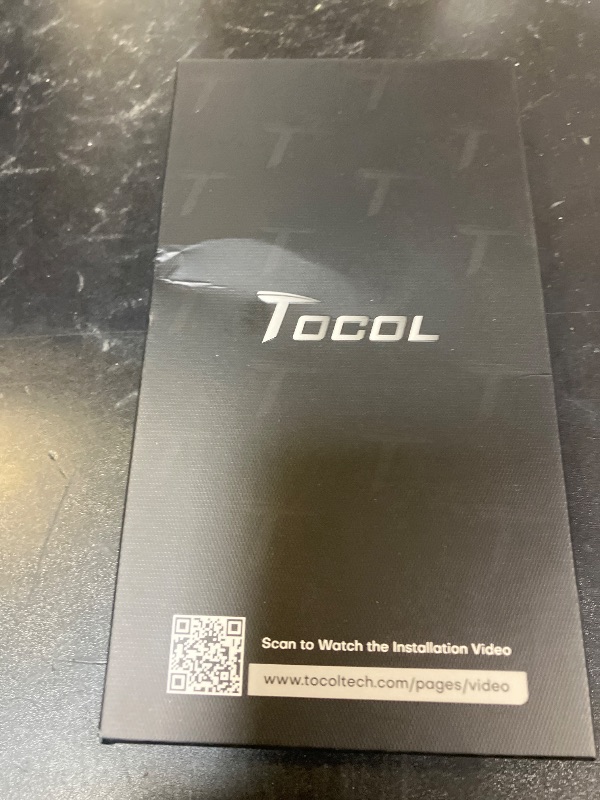 TOCOL
Scan to Watch the Installation Video
www.tocoltech.com/pages/video